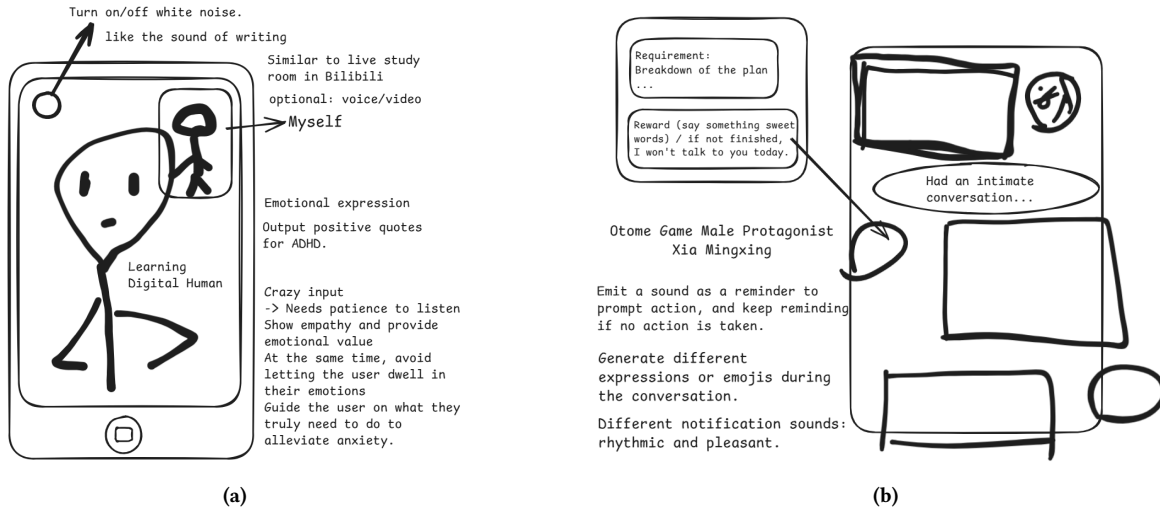 Turn on/off white noise.
like the sound of writing
Similar to live study
room in Bilibili
optional: voice/video
Myself
Emotional expression
Output positive quotes
for ADHD.
Learning
Digital Human
Crazy input
-> Needs patience to listen
Show empathy and provide
emotional value
At the same time, avoid
letting the user dwell in
their emotions
Guide the user on what they
truly need to do to
alleviate anxiety.
(a)
Requirement:
Breakdown of the plan
...
Reward (say something sweet
words) / if not finished,
I won't talk to you today.
Had an intimate
conversation...
Otome Game Male Protagonist
Xia Mingxing
Emit a sound as a reminder to
prompt action, and keep reminding
if no action is taken.
Generate different
expressions or emojis during
the conversation.
Different notification sounds:
rhythmic and pleasant.
(b)